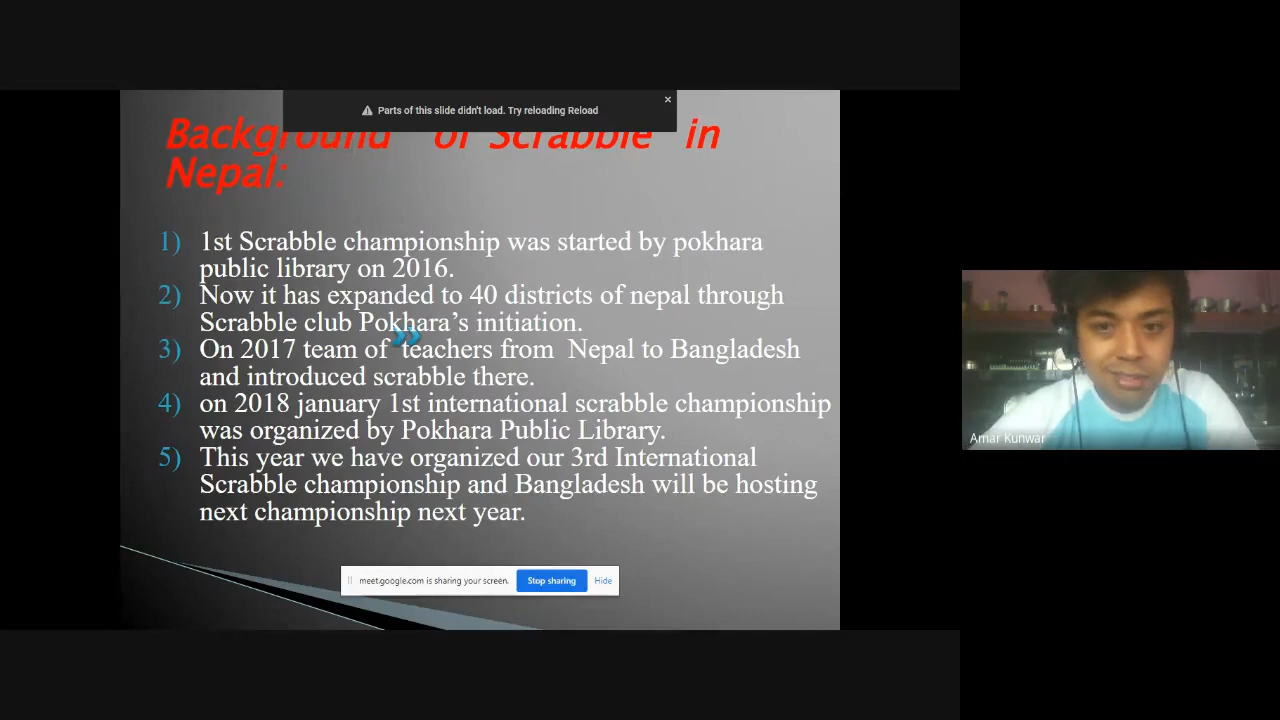 Parts of this slide didn't load. Try reloading Reload
Background of Scrabble in
Nepal:
1) 1st Scrabble championship was started by pokhara
public library on 2016.
2) Now it has expanded to 40 districts of nepal through
Scrabble club Pokhara's initiation.
3) On 2017 team of teachers from Nepal to Bangladesh
and introduced scrabble there.
4) on 2018 january 1st international scrabble championship
was organized by Pokhara Public Library.
5) This year we have organized our 3rd International
Scrabble championship and Bangladesh will be hosting
next championship next year.
meet.google.com is sharing your screen. Stop sharing Hide
Amar Kunwar